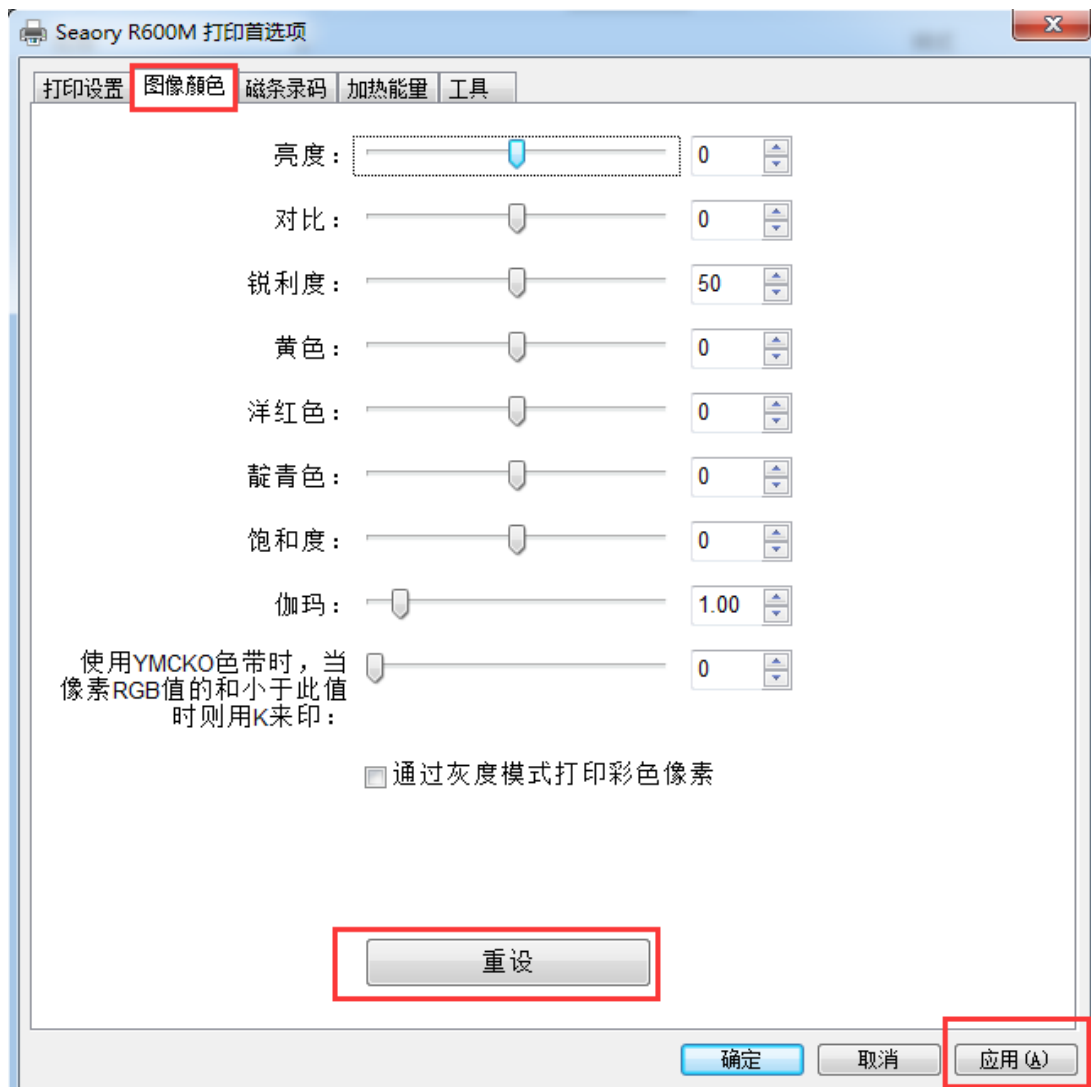 Seaory R600M 打印首选项
打印设置 图像顏色 磁条录码 加热能量 工具
亮度： 0
对比： 0
锐利度： 50
黄色： 0
洋红色： 0
靛青色： 0
饱和度： 0
伽玛： 1.00
使用YMCKO色带时，当 0
像素RGB值的和小于此值
时则用K来印：
通过灰度模式打印彩色像素
重设
确定 取消 应用(A)